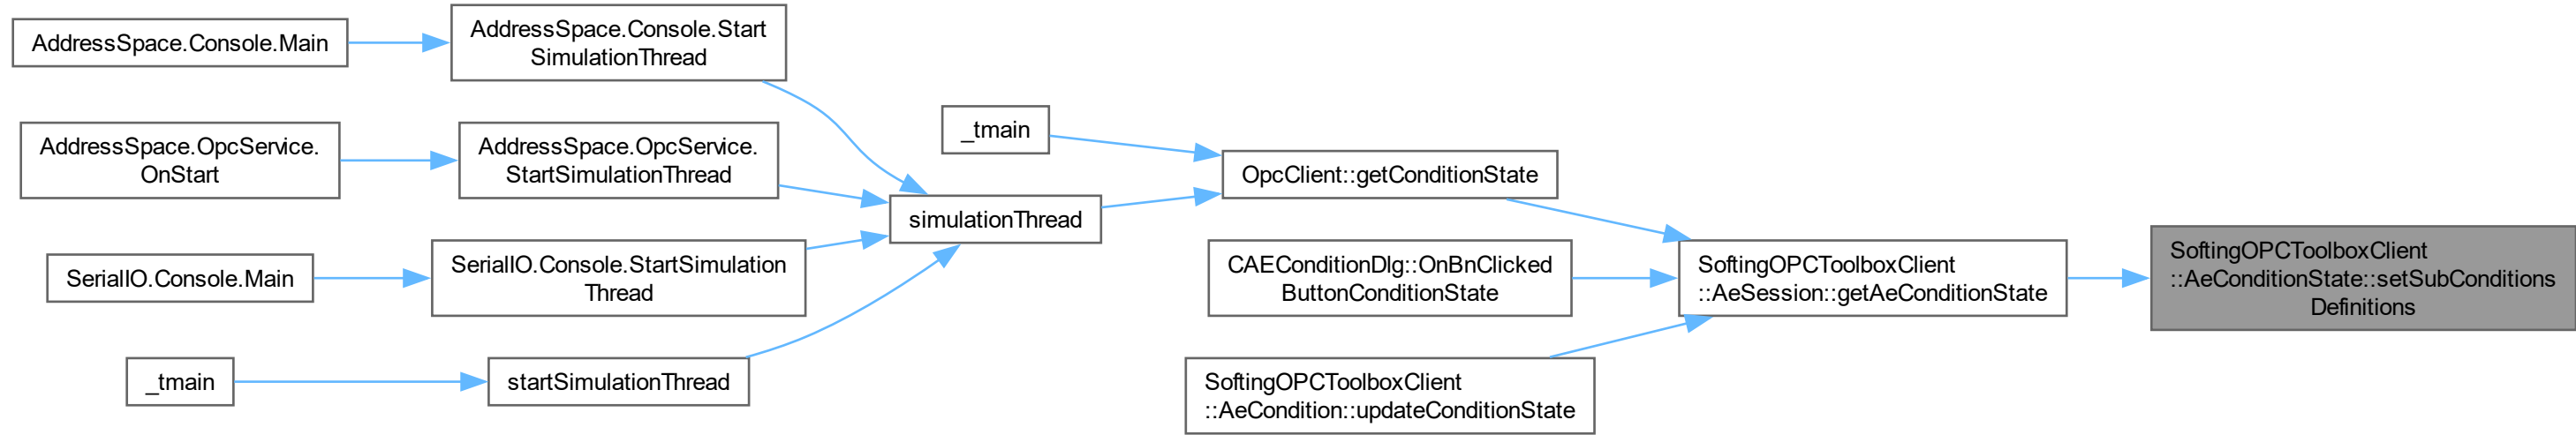 AddressSpace.Console.Main
AddressSpace.Console.Start
SimulationThread
AddressSpace.OpcService.
OnStart
AddressSpace.OpcService.
StartSimulationThread
SerialIO.Console.Main
SerialIO.Console.StartSimulation
Thread
_tmain
startSimulationThread
simulationThread
_tmain
OpcClient::getConditionState
CAEConditionDlg::OnBnClicked
ButtonConditionState
SoftingOPCToolboxClient
::AeCondition::updateConditionState
SoftingOPCToolboxClient
::AeSession::getAeConditionState
SoftingOPCToolboxClient
::AeConditionState::setSubConditions
Definitions